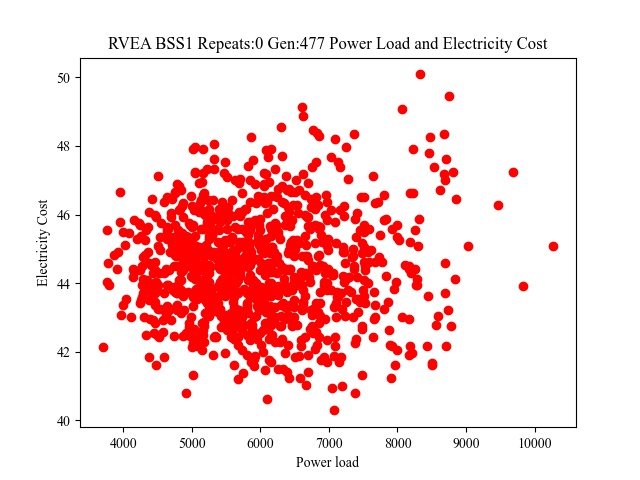 RVEA BSS1 Repeats:0 Gen:477 Power Load and Electricity Cost
50
48
46
44
42
40
Electricity Cost
4000 5000 6000 7000 8000 9000 10000
Power load